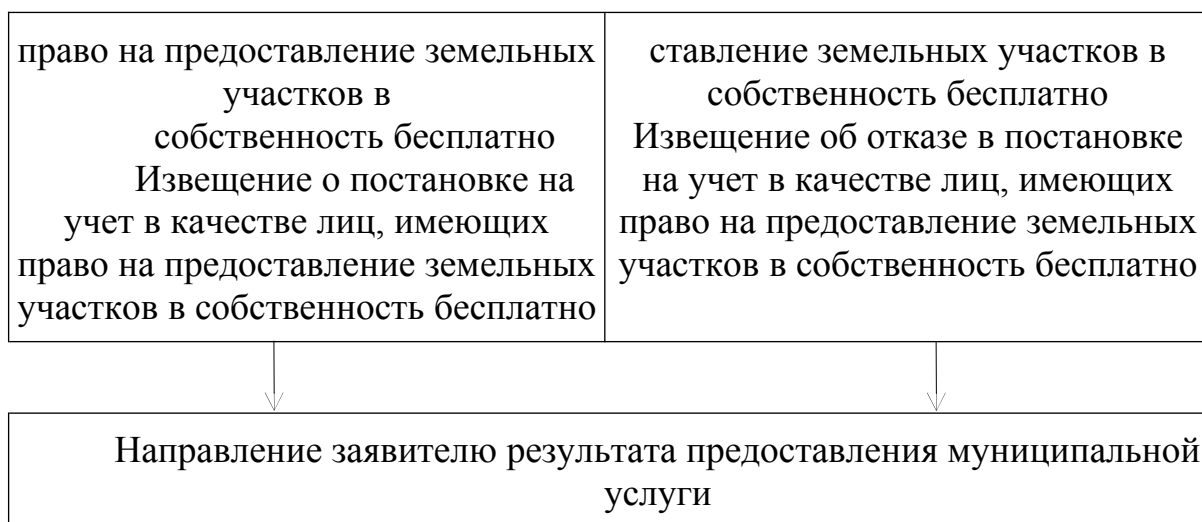 право на предоставление земельных
участков в
собственность бесплатно
Извещение о постановке на
учет в качестве лиц, имеющих
право на предоставление земельных
участков в собственность бесплатно
ставление земельных участков в
собственность бесплатно
Извещение об отказе в постановке
на учет в качестве лиц, имеющих
право на предоставление земельных
участков в собственность бесплатно
Направление заявителю результата предоставления муниципальной
услуги